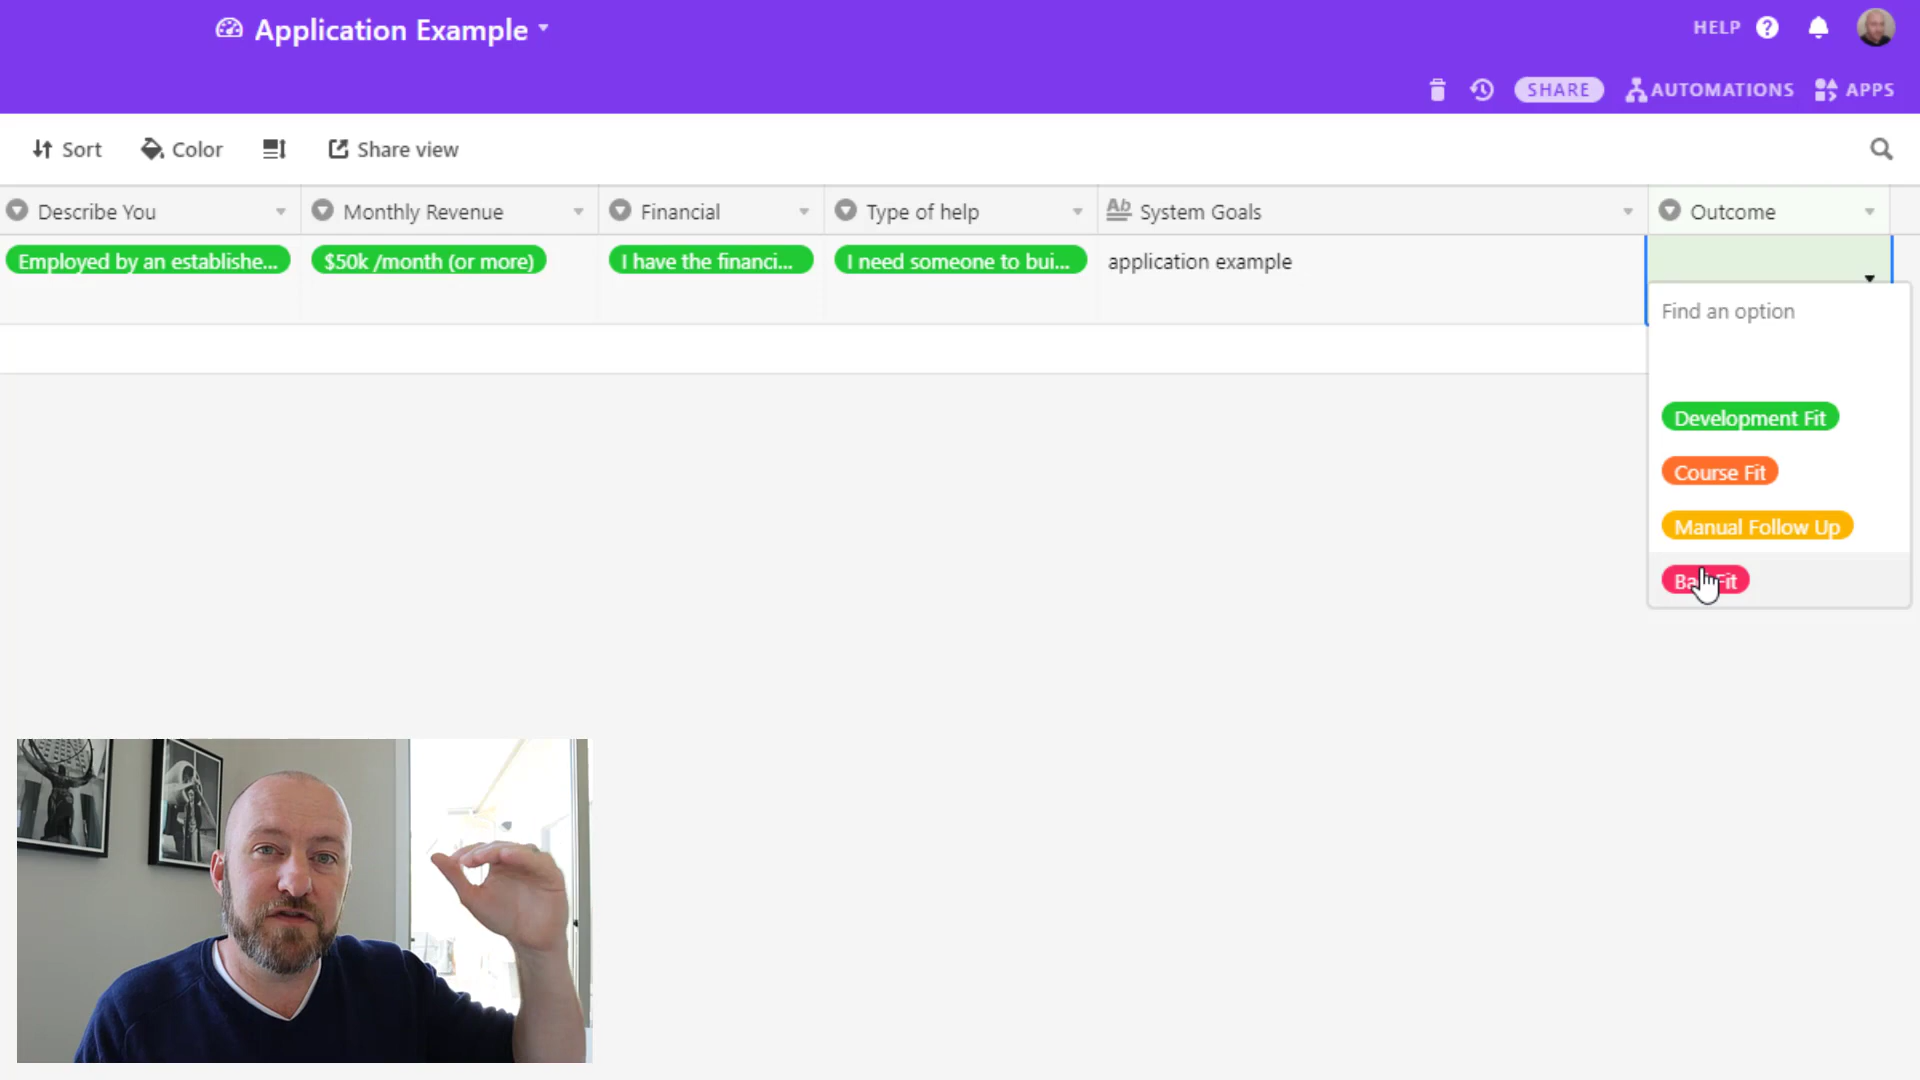 Application Example
HELP
SHARE
AUTOMATIONS
APPS
Sort
Color
Share view
Describe You
Monthly Revenue
Financial
Type of help
Ab
System Goals
Outcome
Employed by an establishe...
$50k /month (or more)
I have the financi...
I need someone to bui...
application example
Find an option
Development Fit
Course Fit
Manual Follow Up
Fit